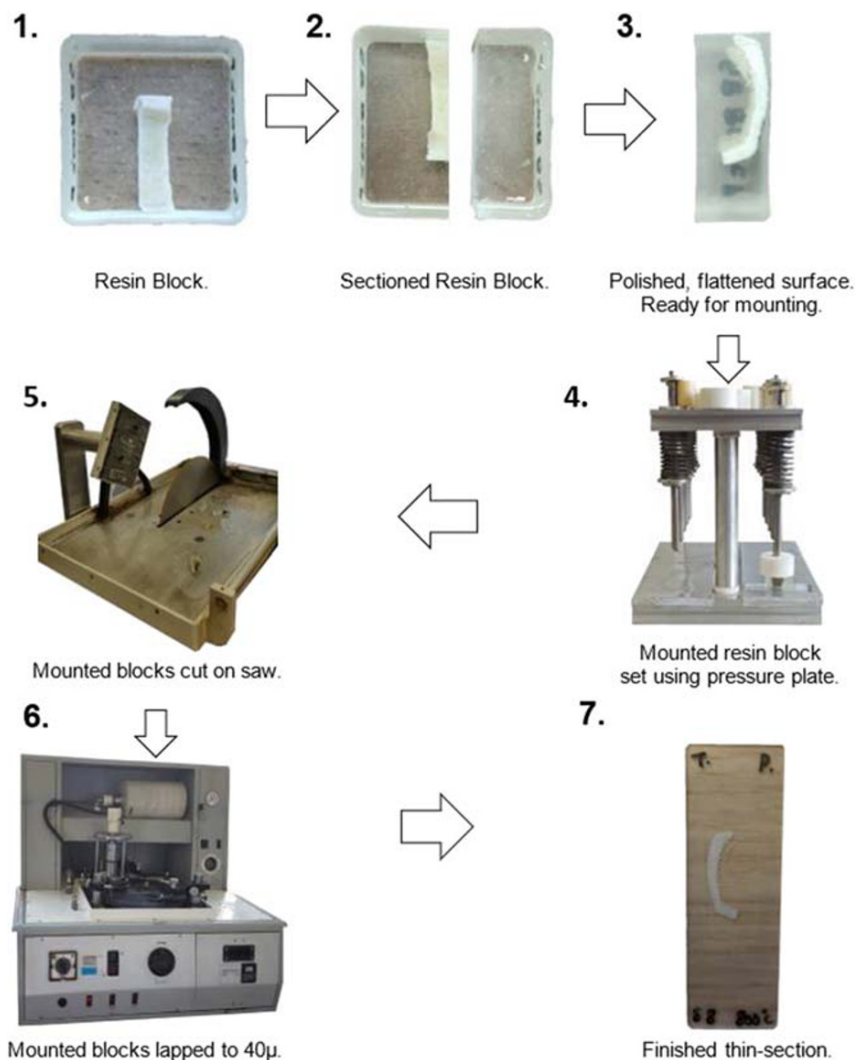 1.
2.
3.
Resin Block.
Sectioned Resin Block.
Polished, flattened surface.
Ready for mounting.
5.
4.
Mounted blocks cut on saw.
Mounted resin block
set using pressure plate.
6.
7.
T. P.
S8 800°C
Mounted blocks lapped to 40µ.
Finished thin-section.